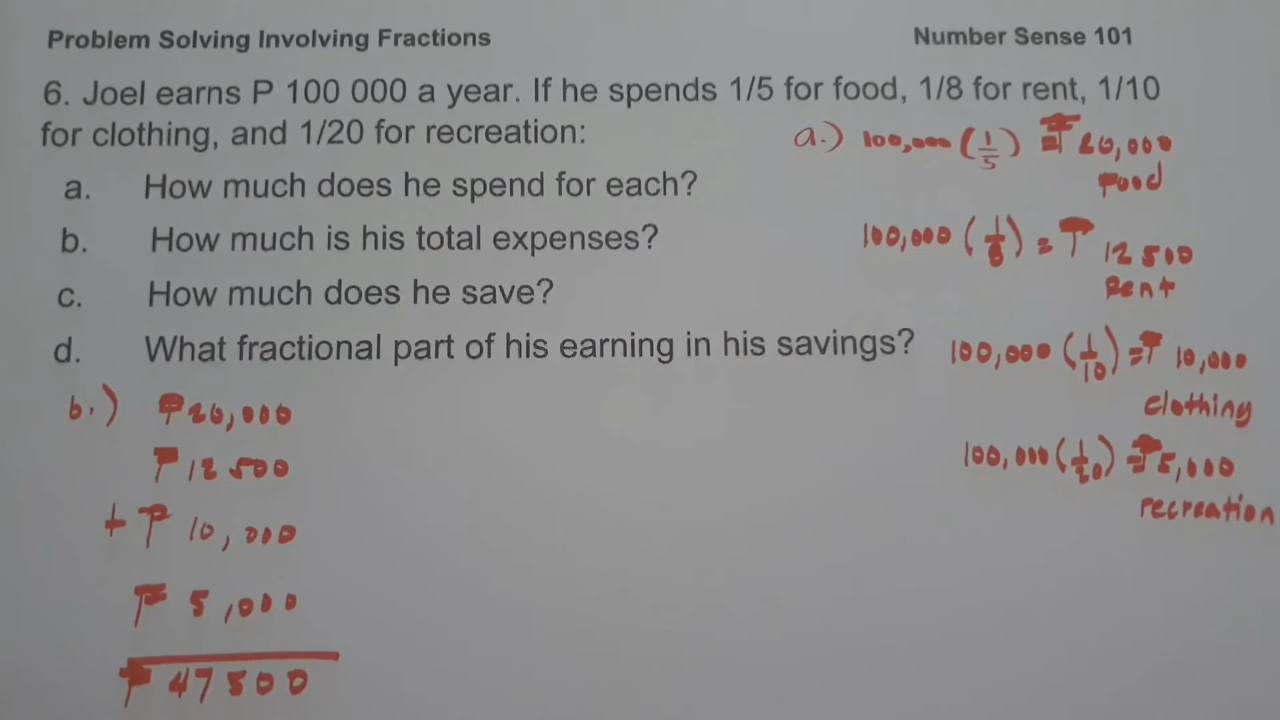 Problem Solving Involving Fractions
Number Sense 101
6. Joel earns P 100 000 a year. If he spends 1/5 for food, 1/8 for rent, 1/10
for clothing, and 1/20 for recreation:
a. How much does he spend for each?
b. How much is his total expenses?
c. How much does he save?
d. What fractional part of his earning in his savings?
a.) 100,000 (1/5) = ₱20,000
Food
100,000 (1/8) = ₱ 12 500
Rent
100,000 (1/10) = ₱ 10,000
clothing
100,000 (1/20) = ₱5,000
recreation
b.) ₱20,000
₱12 500
+ ₱ 10,000
₱ 5,000
₱ 47 500